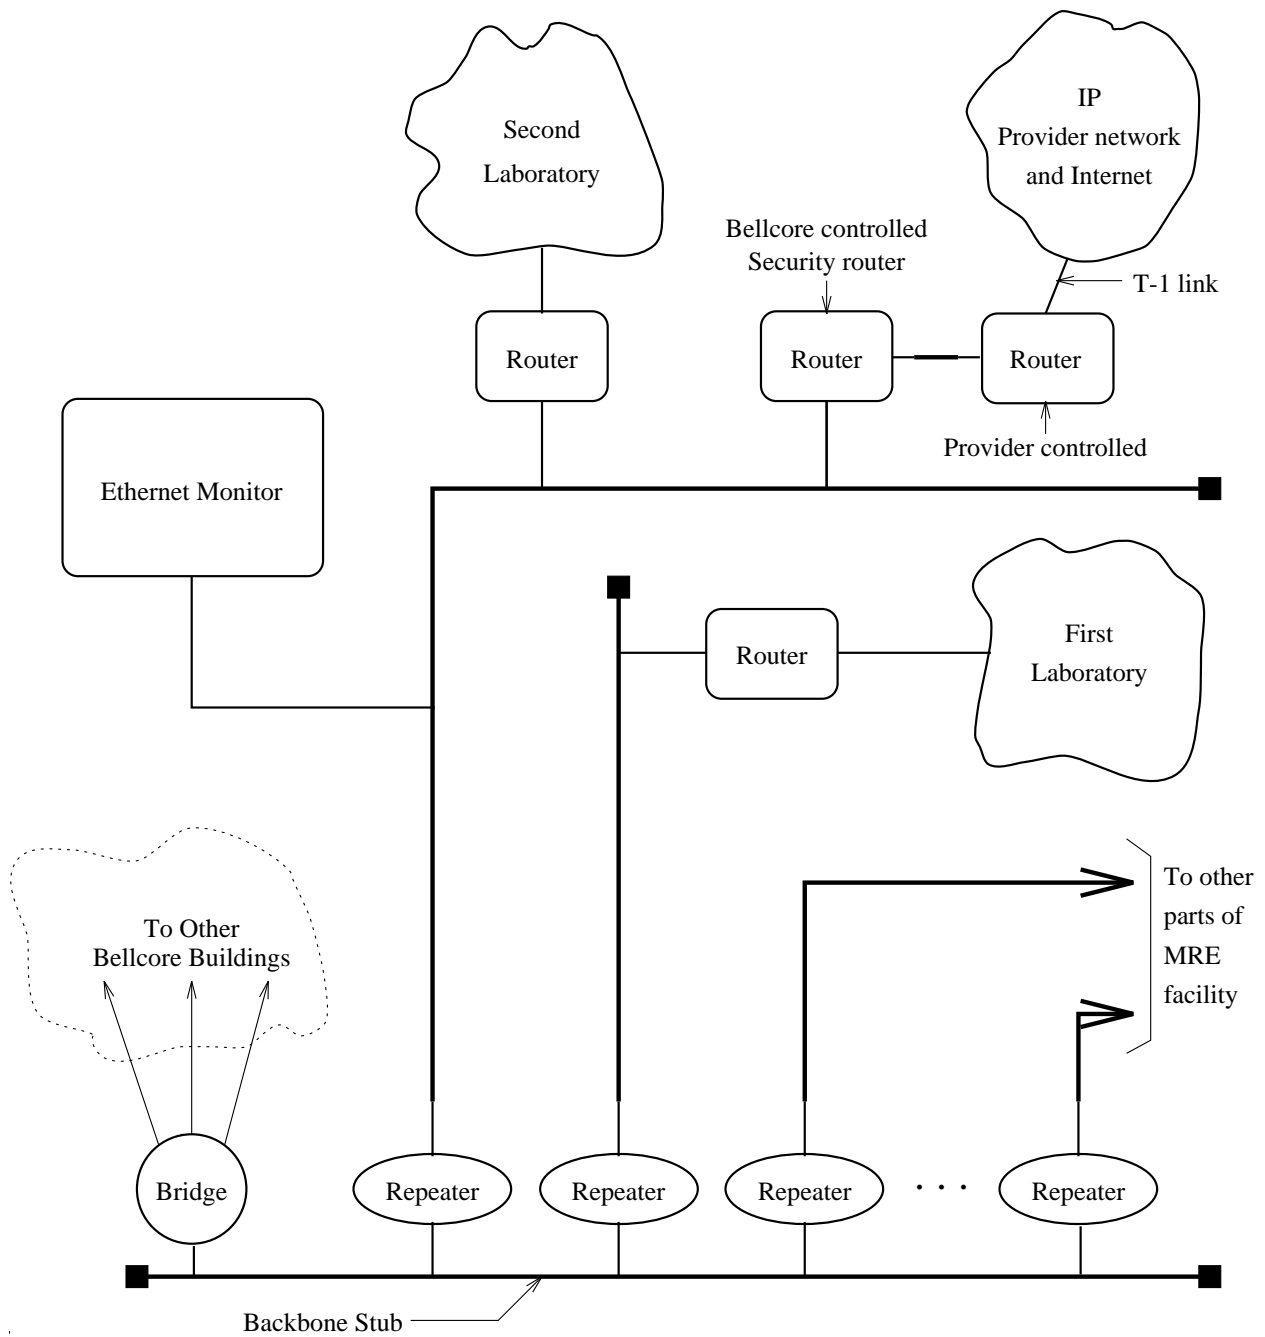 Second
Laboratory
IP
Provider network
and Internet
Bellcore controlled
Security router
T-1 link
Router
Router
Router
Provider controlled
Ethernet Monitor
Router
First
Laboratory
To Other
Bellcore Buildings
To other
parts of
MRE
facility
Bridge
Repeater
Repeater
Repeater
. . .
Repeater
Backbone Stub